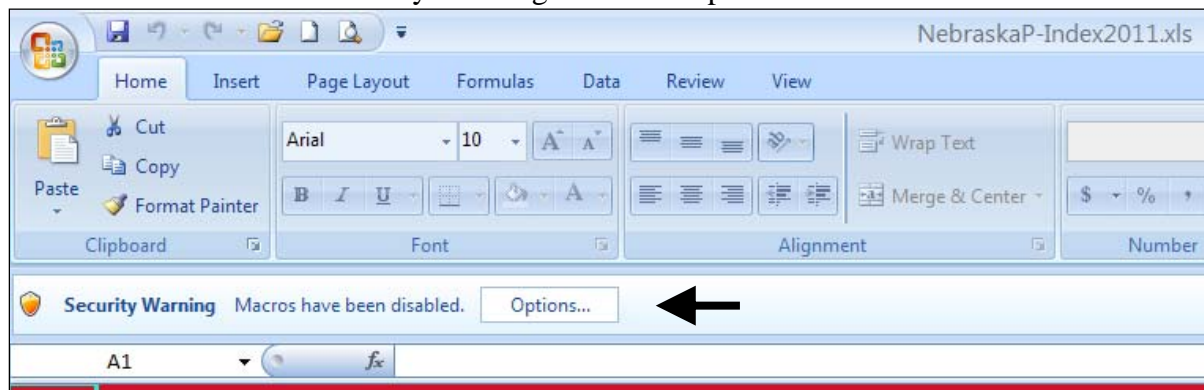 NebraskaP-Index2011.xls
Home Insert Page Layout Formulas Data Review View
Cut
Arial 10 A A Wrap Text
Copy
Paste
Format Painter B I U A Merge & Center $ % ,
Clipboard Font Alignment Number
Security Warning Macros have been disabled. Options...
A1 fx